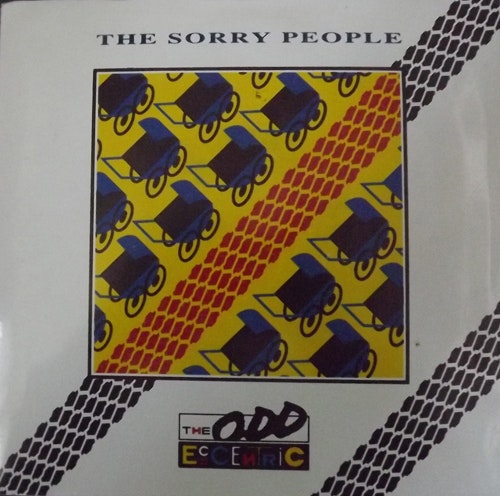 THE SORRY PEOPLE
THE ODD
ECCENTRIC